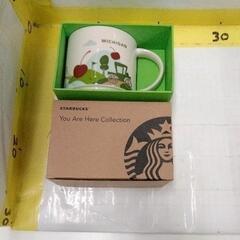 MICHIGAN
30
STARBUCKS
You Are Here Collection